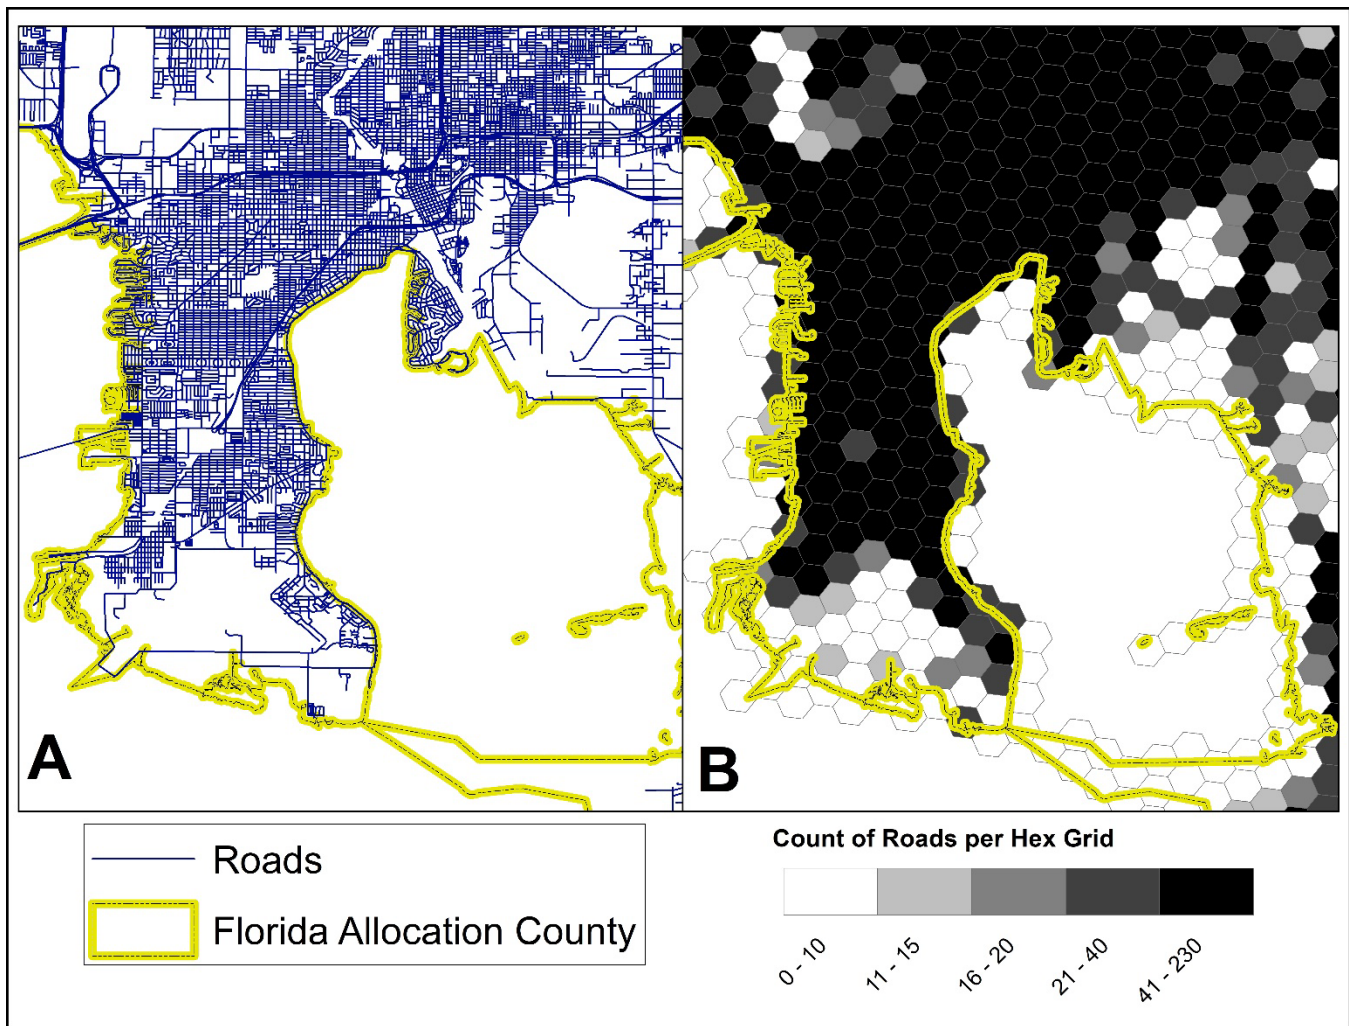 A
B
Roads
Florida Allocation County
Count of Roads per Hex Grid
0 - 10
11 - 15
16 - 20
21 - 40
41 - 230